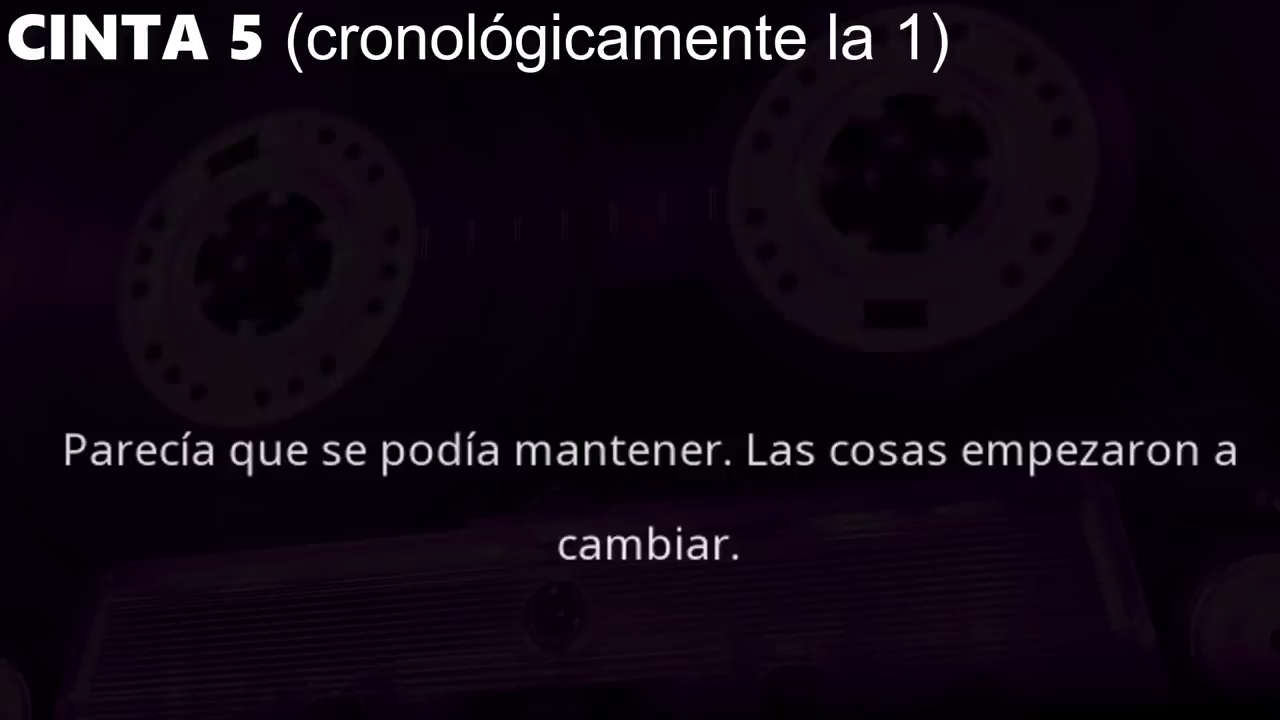 CINTA 5 (cronológicamente la 1)
Parecía que se podía mantener. Las cosas empezaron a
cambiar.